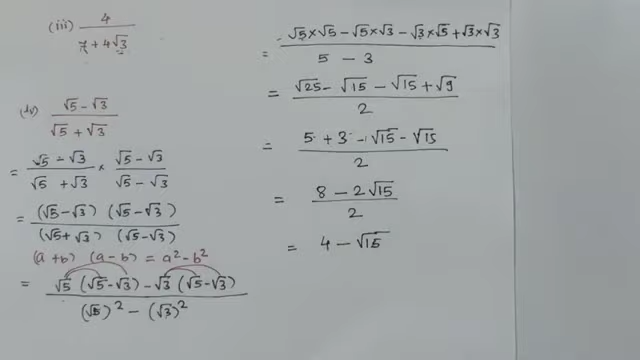 (iii) 4 / (7 + 4√3)
(iv) (√5 − √3) / (√5 + √3)
= (√5 − √3) / (√5 + √3) × (√5 − √3) / (√5 − √3)
= (√5−√3) (√5−√3) / (√5+√3) (√5−√3)
(a + b) (a − b) = a² − b²
= √5 (√5−√3) − √3 (√5−√3) / (√5)² − (√3)²
= √5×√5 − √5×√3 − √3×√5 + √3×√3 / 5 − 3
= √25 − √15 − √15 + √9 / 2
= 5 + 3 − √15 − √15 / 2
= 8 − 2√15 / 2
= 4 − √15